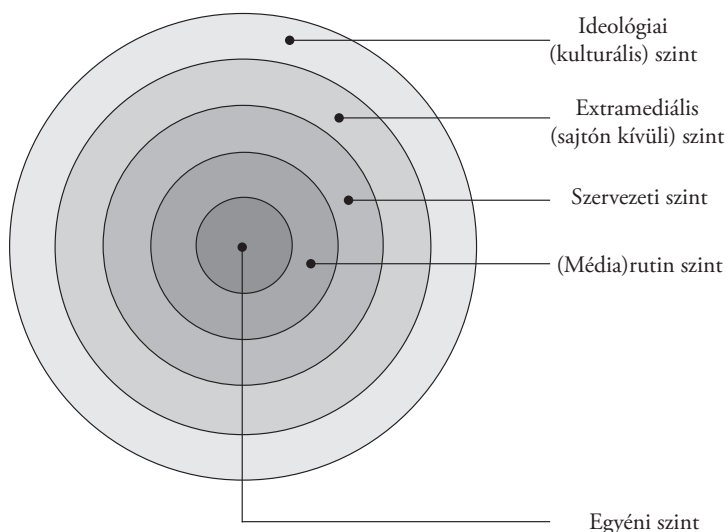 Ideológiai
(kulturális) szint
Extramediális
(sajtón kívüli) szint
Szervezeti szint
(Média)rutin szint
Egyéni szint